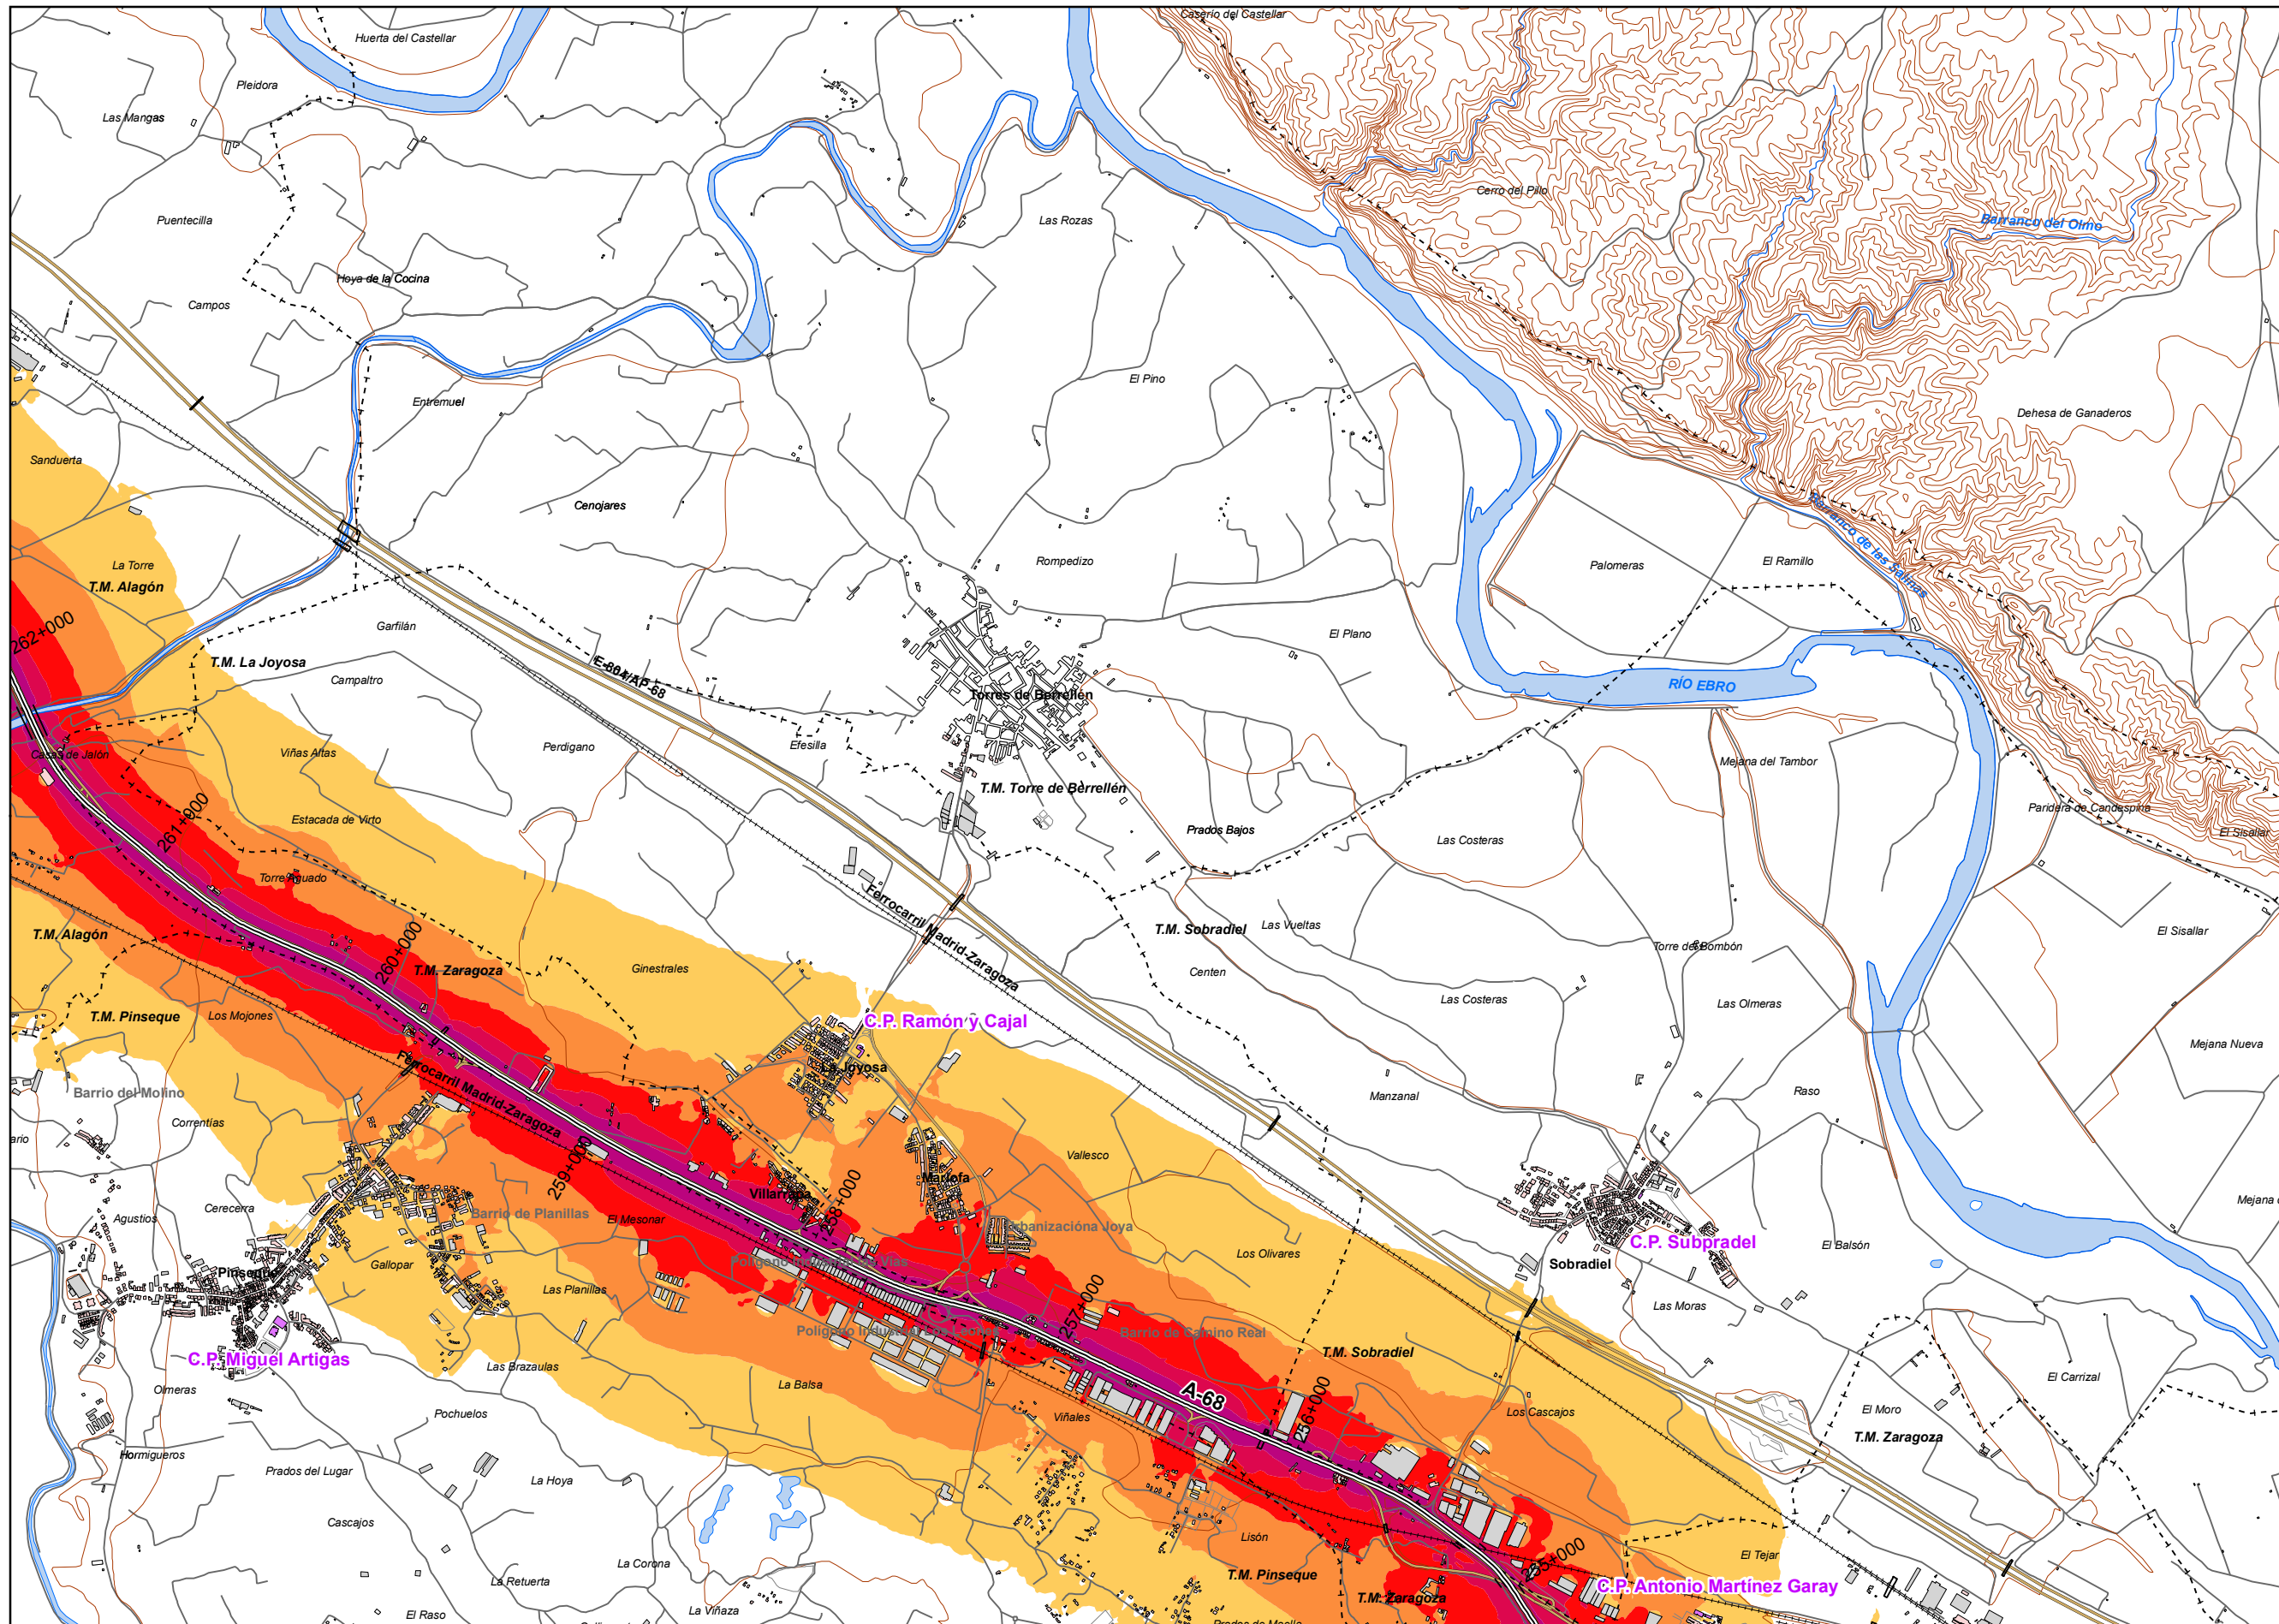 Caserio del Castellar
Huerta del Castellar
Pleidora
Las Mangas
Cerro del Pillo
Puentecilla
Las Rozas
Barranco del Olmo
Hoya de la Cocina
Campos
El Pino
Entremuel
Dehesa de Ganaderos
Sanduerta
Cenojares
Barranco de las Salinas
La Torre
Rompedizo
Palomeras
El Ramillo
T.M. Alagón
Garfilán
262+000
El Plano
T.M. La Joyosa
E-804/AP-68
Campaltro
RÍO EBRO
Torres de Berrellén
Casas de Jalón
Viñas Altas
Perdigano
Efesilla
Mejana del Tambor
T.M. Torre de Bèrrellén
Paridera de Candespina
261+000
Estacada de Virto
Prados Bajos
Las Costeras
El Sisallar
Torre Aguado
Ferrocarril Madrid-Zaragoza
T.M. Alagón
T.M. Sobradiel
Las Vueltas
El Sisallar
260+000
T.M. Zaragoza
Ginestrales
Torre del Bombón
Centen
Las Costeras
Las Olmeras
T.M. Pinseque
Los Mojones
C.P. Ramón y Cajal
Mejana Nueva
Ferrocarril Madrid-Zaragoza
La Joyosa
Barrio del Molino
Manzanal
Raso
Correntías
ario
Vallesco
259+000
Marlofa
Villarrapa
258+000
Mejana
Agustios
Cerecerra
Barrio de Planillas
El Mesonar
Urbanizacióna Joya
Los Olivares
C.P. Subpradel
El Balsón
Gallopar
Sobradiel
Pinseque
Las Planillas
Las Moras
257+000
Barrio de Camino Real
T.M. Sobradiel
C.P. Miguel Artigas
Las Brazaulas
La Balsa
A-68
El Carrizal
Olmeras
Pochuelos
Viñales
256+000
Los Cascajos
El Moro
T.M. Zaragoza
Hormigueros
Prados del Lugar
La Hoya
Cascajos
Lisón
La Corona
255+000
El Tejar
La Retuerta
T.M. Pinseque
C.P. Antonio Martínez Garay
T.M. Zaragoza
La Viñaza
El Raso